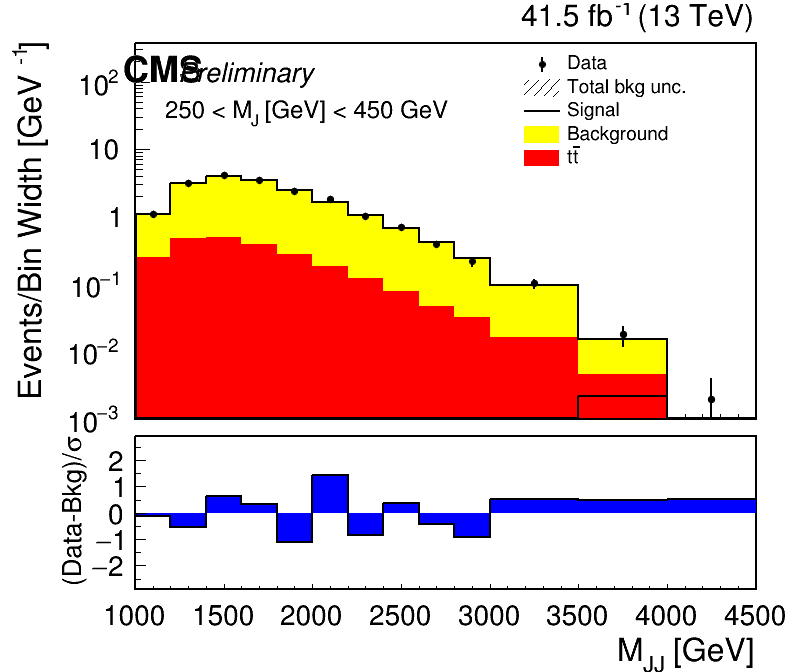 41.5 fb⁻¹ (13 TeV)
CMS Preliminary
250 < M_J [GeV] < 450 GeV
Data
Total bkg unc.
Signal
Background
tt̄
Events/Bin Width [GeV⁻¹]
10²
10
1
10⁻¹
10⁻²
10⁻³
(Data-Bkg)/σ
2
1
0
−1
−2
1000 1500 2000 2500 3000 3500 4000 4500
M_JJ [GeV]